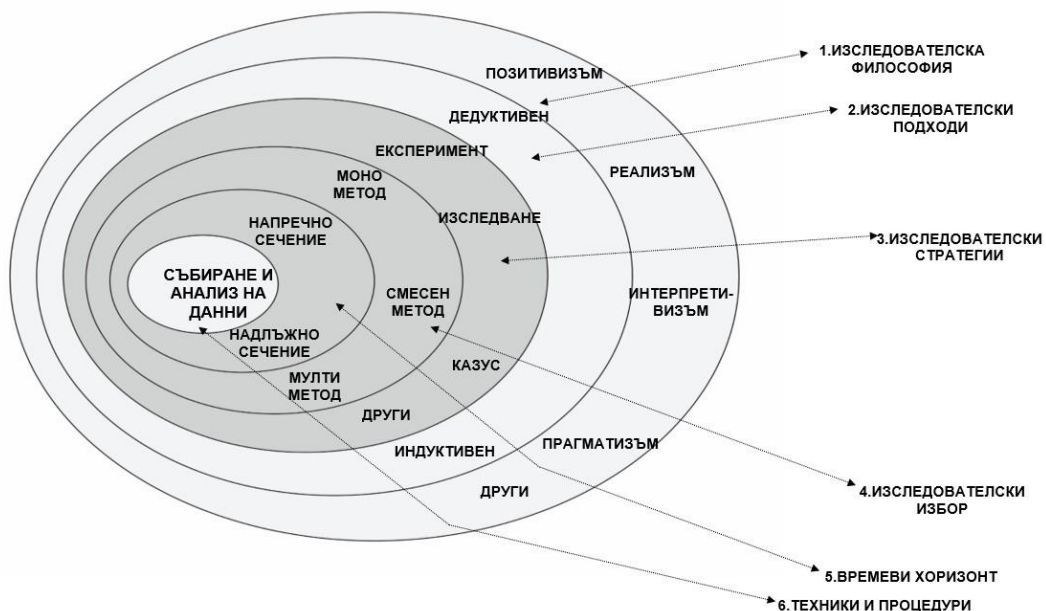 ПОЗИТИВИЗЪМ
1.ИЗСЛЕДОВАТЕЛСКА
ФИЛОСОФИЯ
ДЕДУКТИВЕН
2.ИЗСЛЕДОВАТЕЛСКИ
ПОДХОДИ
ЕКСПЕРИМЕНТ
РЕАЛИЗЪМ
МОНО
МЕТОД
ИЗСЛЕДВАНЕ
НАПРЕЧНО
СЕЧЕНИЕ
3.ИЗСЛЕДОВАТЕЛСКИ
СТРАТЕГИИ
СЪБИРАНЕ И
АНАЛИЗ НА
ДАННИ
СМЕСЕН
МЕТОД
ИНТЕРПРЕТИ-
ВИЗЪМ
НАДЛЪЖНО
СЕЧЕНИЕ
КАЗУС
МУЛТИ
МЕТОД
ДРУГИ
ПРАГМАТИЗЪМ
ИНДУКТИВЕН
ДРУГИ
4.ИЗСЛЕДОВАТЕЛСКИ
ИЗБОР
5.ВРЕМЕВИ ХОРИЗОНТ
6.ТЕХНИКИ И ПРОЦЕДУРИ